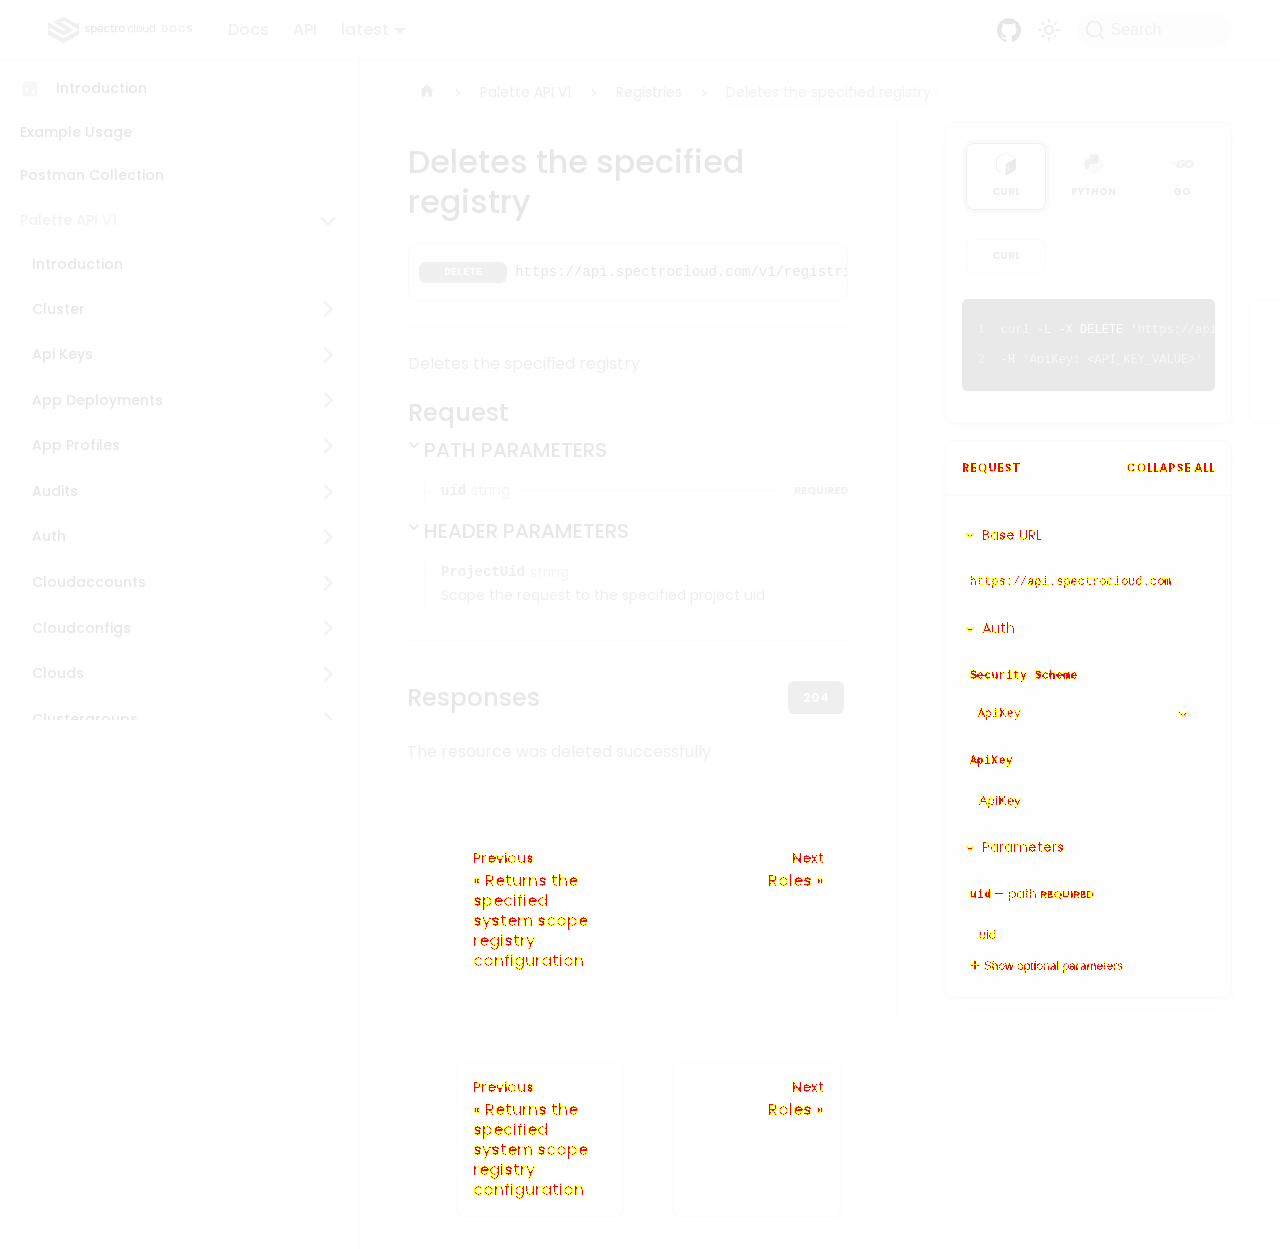 spectro cloud DOCS
Docs
API
latest
Search
Introduction
Example Usage
Postman Collection
Palette API V1
Introduction
Cluster
Api Keys
App Deployments
App Profiles
Audits
Auth
Cloudaccounts
Cloudconfigs
Clouds
Clustergroups
Palette API V1
Registries
Deletes the specified registry
Deletes the specified
registry
DELETE https://api.spectrocloud.com/v1/registri
Deletes the specified registry
Request
PATH PARAMETERS
uid string REQUIRED
HEADER PARAMETERS
ProjectUid string
Scope the request to the specified project uid
Responses
204
The resource was deleted successfully
Previous
« Returns the
specified
system scope
registry
configuration
Next
Roles »
Previous
« Returns the
specified
system scope
registry
configuration
Next
Roles »
CURL
PYTHON
GO
CURL
1 curl -L -X DELETE 'https://api
2 -H 'ApiKey: <API_KEY_VALUE>'
REQUEST COLLAPSE ALL
Base URL
https://api.spectrocloud.com
Auth
Security Scheme
ApiKey
ApiKey
ApiKey
Parameters
uid — path REQUIRED
uid
Show optional parameters